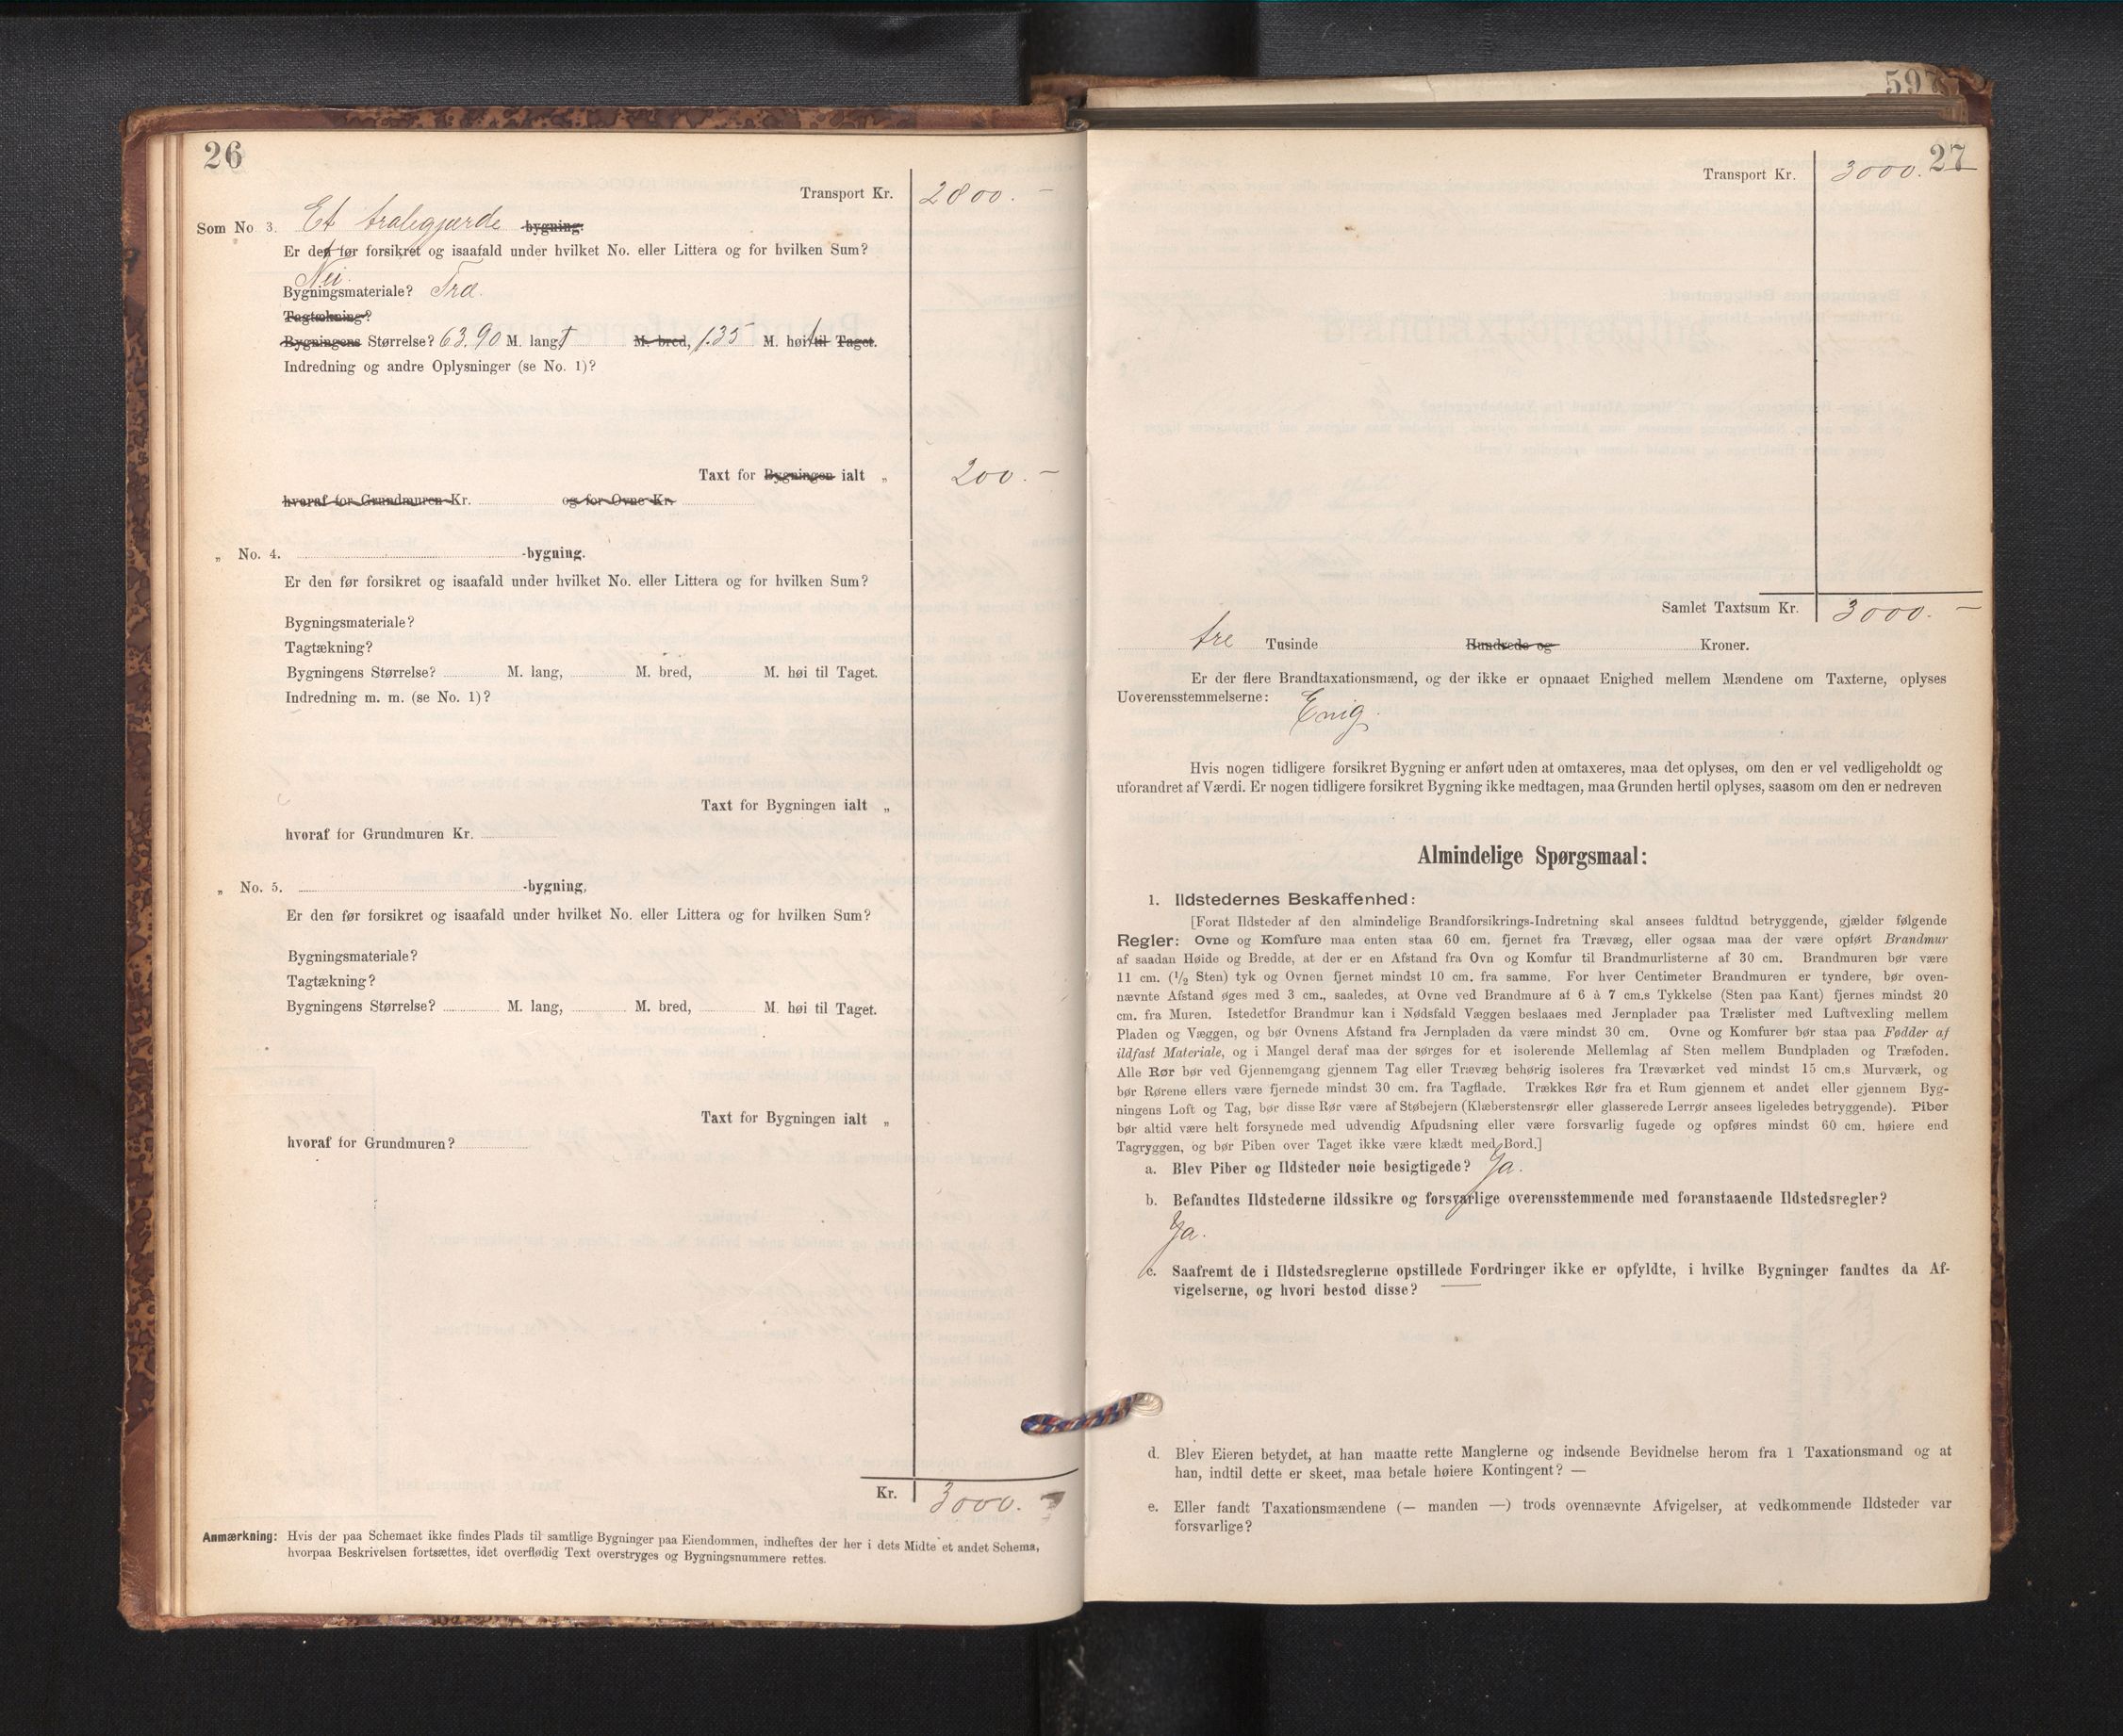 26
Transport Kr. 2800. –
Som No 3. Et tralegjærde -bygning.
Er det før forsikret og isaafald under hvilket No. eller Littera og for hvilken Sum?
Nei.
Bygningsmateriale? Træ.
Tagtækning?
Bygningens Størrelse? 63.90 M. langt M. bred, 1.35 M. høit til Taget.
Indredning og andre Oplysninger (se No. 1)?
Taxt for Bygningen ialt „ 200. –
hvoraf for Grundmuren Kr. og for Ovne Kr.
„ No. 4. -bygning.
Er den før forsikret og isaafald under hvilket No. eller Littera og for hvilken Sum?
Bygningsmateriale?
Tagtækning?
Bygningens Størrelse? M. lang, M. bred, M. høi til Taget.
Indredning m. m. (se No. 1)?
Taxt for Bygningen ialt „
hvoraf for Grundmuren Kr.
„ No. 5. -bygning,
Er den før forsikret og isaafald under hvilket No. eller Littera og for hvilken Sum?
Bygningsmateriale?
Tagtækning?
Bygningens Størrelse? M. lang, M. bred, M. høi til Taget.
Taxt for Bygningen ialt „
hvoraf for Grundmuren?
Kr. 3000. –
Anmærkning: Hvis der paa Schemaet ikke findes Plads til samtlige Bygninger paa Eiendommen, indheftes der her i dets Midte et andet Schema,
hvorpaa Beskrivelsen fortsættes, idet overflødig Text overstryges og Bygningsnummere rettes.
597
27
Transport Kr. 3000.
Samlet Taxtsum Kr. 3000. –
tre Tusinde Hundrede og Kroner.
Er der flere Brandtaxationsmænd, og der ikke er opnaaet Enighed mellem Mændene om Taxterne, oplyses
Uoverensstemmelserne: Enig.
Hvis nogen tidligere forsikret Bygning er anført uden at omtaxeres, maa det oplyses, om den er vel vedligeholdt og
uforandret af Værdi. Er nogen tidligere forsikret Bygning ikke medtagen, maa Grunden hertil oplyses, saasom om den er nedreven
Almindelige Spørgsmaal:
1. Ildstedernes Beskaffenhed:
[Forat Ildsteder af den almindelige Brandforsikrings-Indretning skal ansees fuldtud betryggende, gjælder følgende
Regler: Ovne og Komfure maa enten staa 60 cm. fjernet fra Trævæg, eller ogsaa maa der være opført Brandmur
af saadan Høide og Bredde, at der er en Afstand fra Ovn og Komfur til Brandmurlisterne af 30 cm. Brandmuren bør være
11 cm. (½ Sten) tyk og Ovnen fjernet mindst 10 cm. fra samme. For hver Centimeter Brandmuren er tyndere, bør oven-
nævnte Afstand øges med 3 cm., saaledes, at Ovne ved Brandmure af 6 à 7 cm.s Tykkelse (Sten paa Kant) fjernes mindst 20
cm. fra Muren. Istedetfor Brandmur kan i Nødsfald Væggen beslaaes med Jernplader paa Trælister med Luftvexling mellem
Pladen og Væggen, og bør Ovnens Afstand fra Jernpladen da være mindst 30 cm. Ovne og Komfurer bør staa paa Fødder af
ildfast Materiale, og i Mangel deraf maa der sørges for et isolerende Mellemlag af Sten mellem Bundpladen og Træfoden.
Alle Rør bør ved Gjennemgang gjennem Tag eller Trævæg behørig isoleres fra Træværket ved mindst 15 cm.s Murværk, og
bør Rørene ellers være fjernede mindst 30 cm. fra Tagflade. Trækkes Rør fra et Rum gjennem et andet eller gjennem Byg-
ningens Loft og Tag, bør disse Rør være af Støbejern (Klæberstensrør eller glasserede Lerrør ansees ligeledes betryggende). Piber
bør altid være helt forsynede med udvendig Afpudsning eller være forsvarlig fugede og opføres mindst 60 cm. høiere end
Tagryggen, og bør Piben over Taget ikke være klædt med Bord.]
a. Blev Piber og Ildsteder nøie besigtigede? Ja.
b. Befandtes Ildstederne ildssikre og forsvarlige overensstemmende med foranstaaende Ildstedsregler?
Ja.
c. Saafremt de i Ildstedsreglerne opstillede Fordringer ikke er opfyldte, i hvilke Bygninger fandtes da Af-
vigelserne, og hvori bestod disse? —
d. Blev Eieren betydet, at han maatte rette Manglerne og indsende Bevidnelse herom fra 1 Taxationsmand og at
han, indtil dette er skeet, maa betale høiere Kontingent? —
e. Eller fandt Taxationsmændene (— manden —) trods ovennævnte Afvigelser, at vedkommende Ildsteder var
forsvarlige?